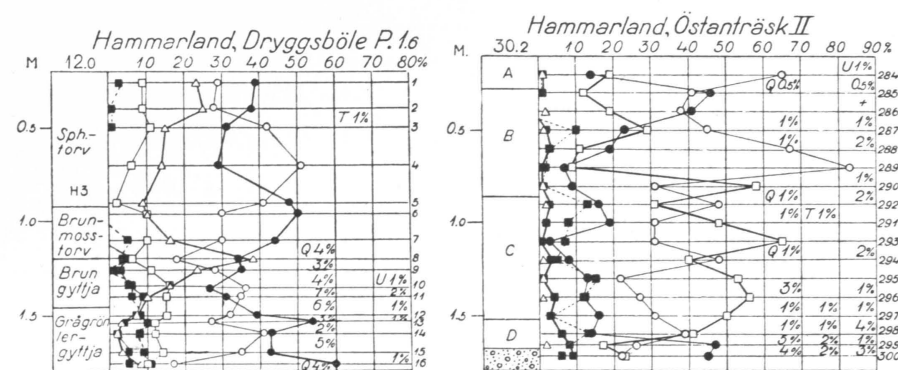 Hammarland, Dryggsböle P. 1.6
M 12.0 10 20 30 40 50 60 70 80%
1
2
T 1%
0.5
3
Sph.-
torv
4
H3
5
6
1.0
Brun-
moss-
torv
7
Q 4%
8
3%
9
Brun
gyttja
4% U 1%
10
7% 2%
11
6% 1%
12
1.5
13
Grågrön
ler-
gyttja
2%
14
5%
15
1%
Q 4%
16
Hammarland, Östanträsk II
M. 30.2 10 20 30 40 50 60 70 80 90%
U 1%
A
284
Q 0.5% 0.5%
285
+
286
1% 1%
0.5
287
B
1% 2%
288
289
1%
290
Q 1% 2%
292
1% T 1%
1.0
291
293
C
Q 1% 2%
294
3% 1%
295
296
1% 1% 1%
1.5
297
D
1% 1% 4%
298
3% 2% 1%
299
4% 2% 3%
300